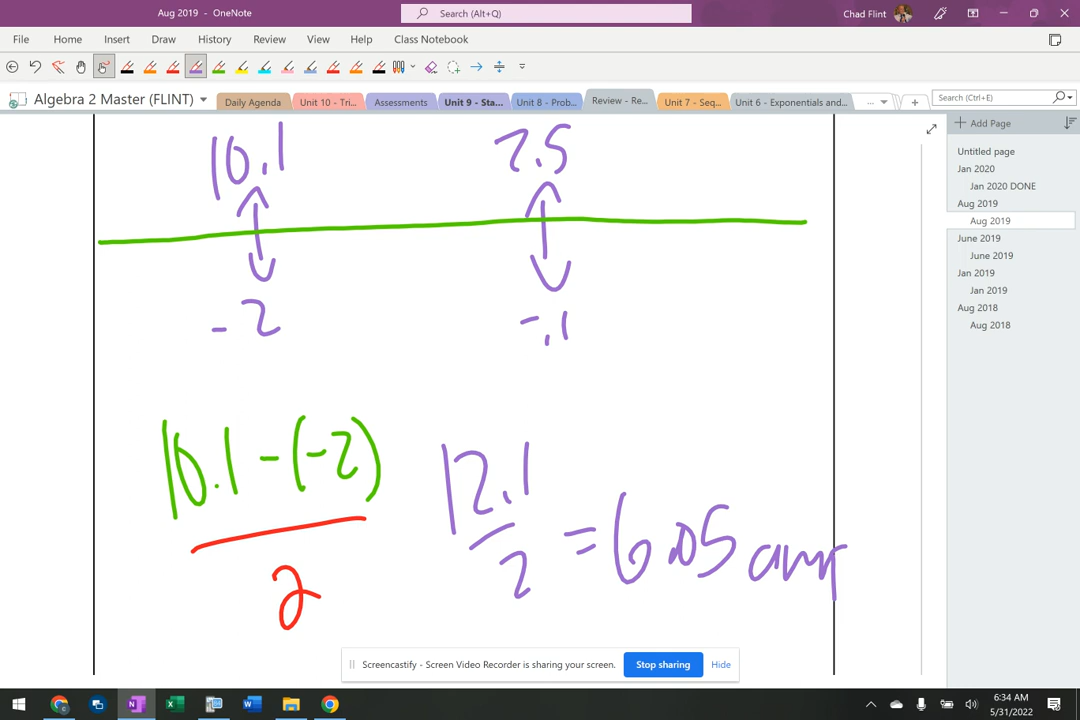 Aug 2019 - OneNote
Search (Alt+Q)
Chad Flint
File Home Insert Draw History Review View Help Class Notebook
Algebra 2 Master (FLINT)
Daily Agenda
Unit 10 - Tri...
Assessments
Unit 9 - Sta...
Unit 8 - Prob...
Review - Re...
Unit 7 - Seq...
Unit 6 - Exponentials and...
...
Search (Ctrl+E)
Add Page
Untitled page
Jan 2020
Jan 2020 DONE
Aug 2019
Aug 2019
June 2019
June 2019
Jan 2019
Jan 2019
Aug 2018
Aug 2018
10.1 7.5
-2 -.1
10.1 - (-2)
2
12.1
2
= 6.05 amp
Screencastify - Screen Video Recorder is sharing your screen.
Stop sharing
Hide
6:34 AM
5/31/2022